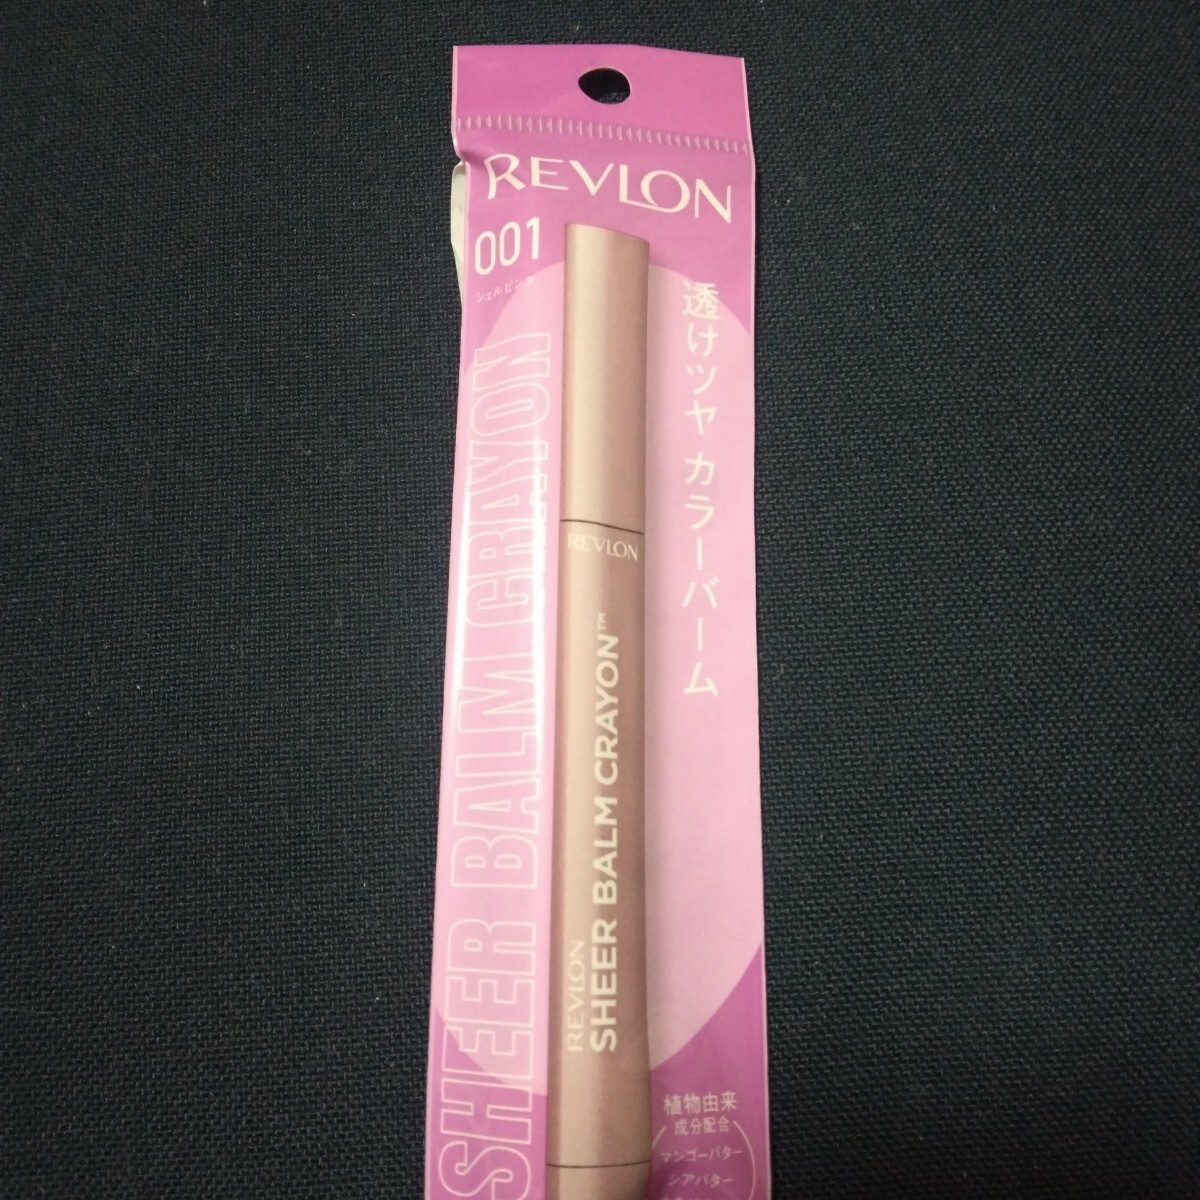 REVLON
001
シェルピンク
透けツヤ カラーバーム
SHEER BALM CRAYON
REVLON
REVLON
SHEER BALM CRAYON™
植物由来
成分配合
マンゴーバター
シアバター